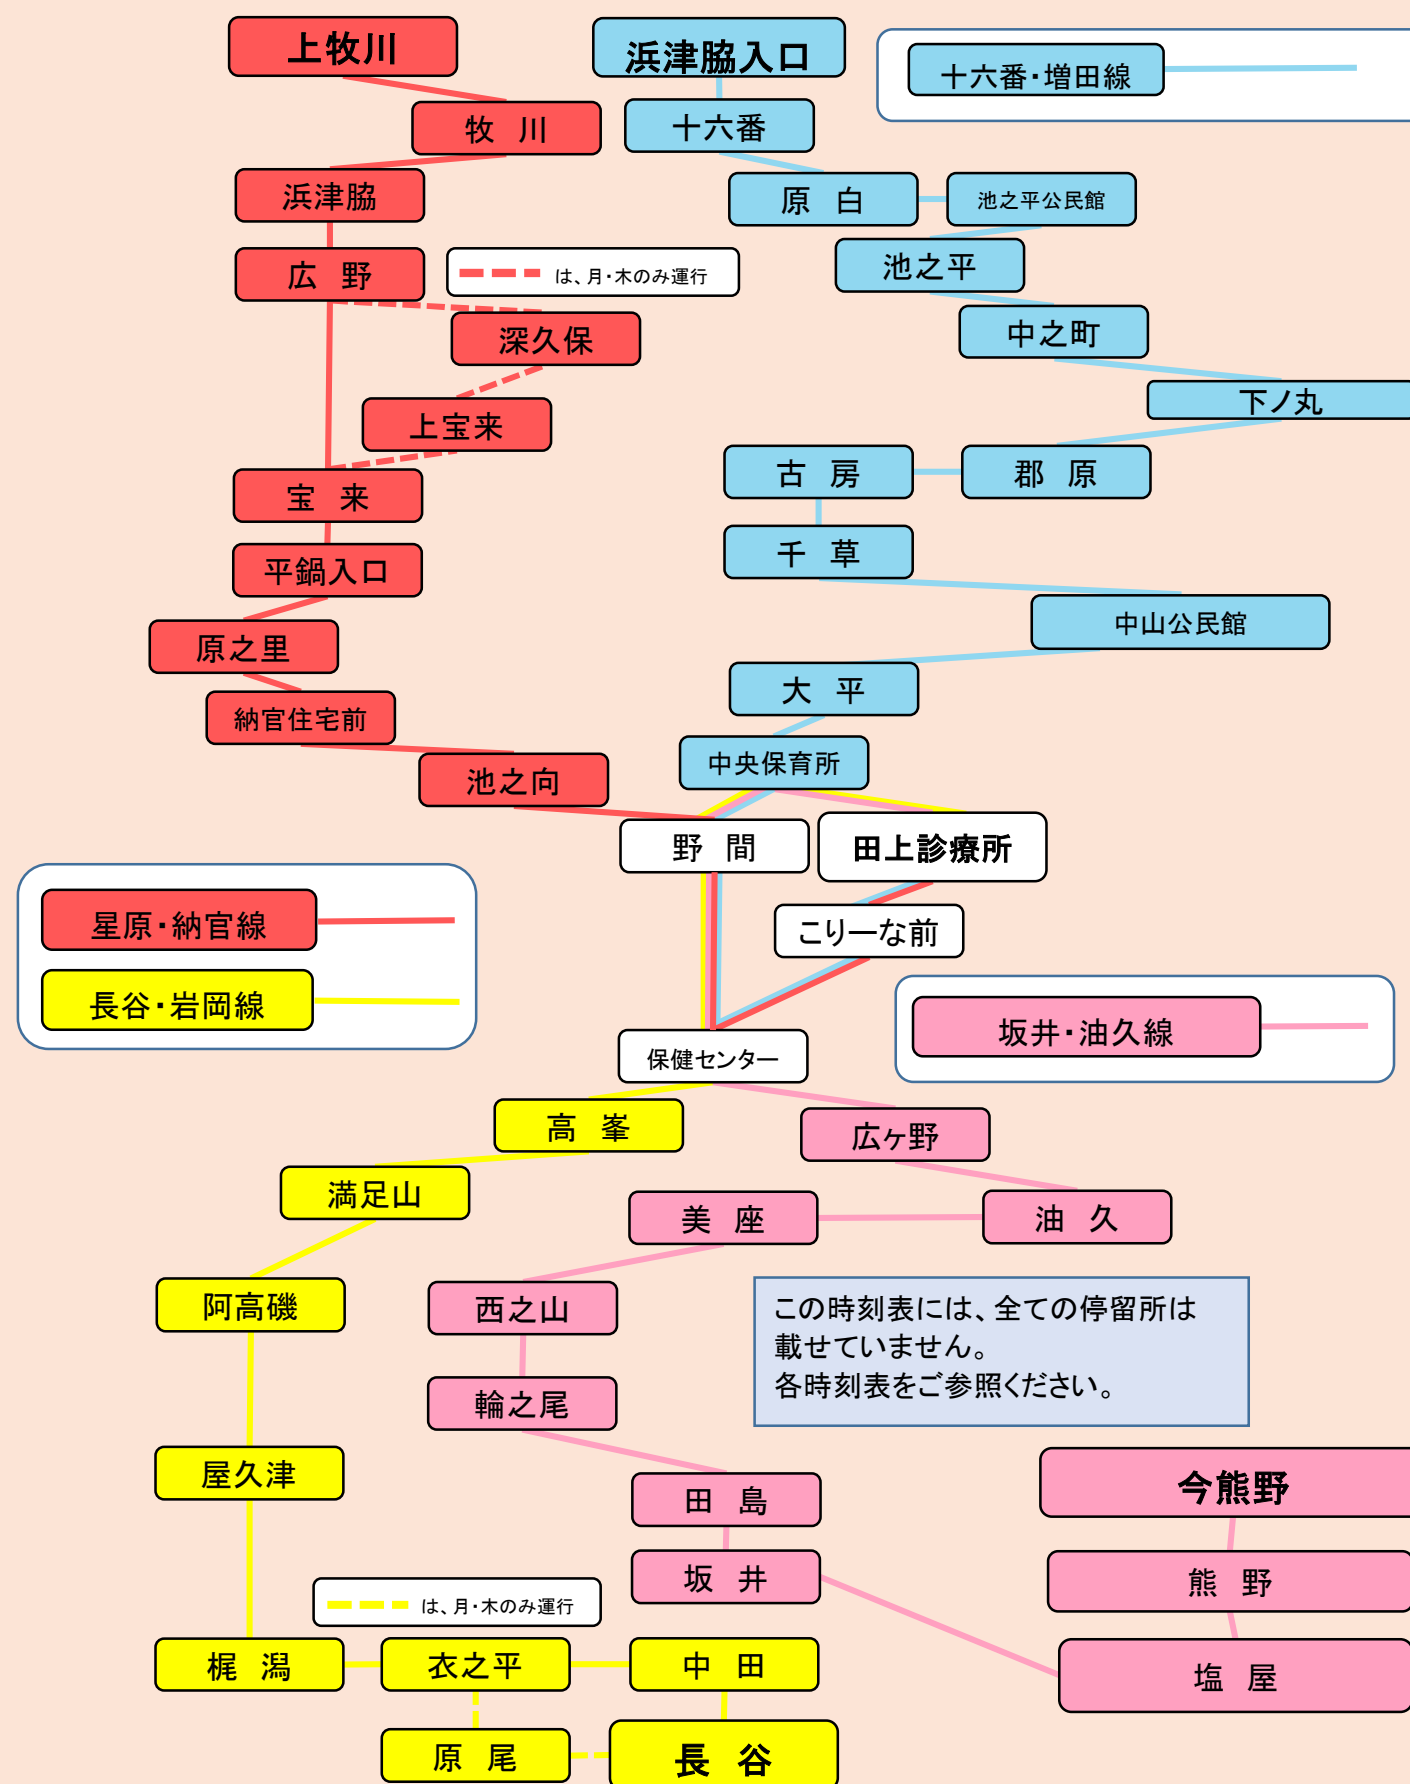 上牧川
浜津脇入口
十六番・増田線
牧 川
十六番
浜津脇
原 白
池之平公民館
広 野
は、月・木のみ運行
池之平
深久保
中之町
上宝来
下ノ丸
宝 来
古 房
郡 原
平鍋入口
千 草
原之里
中山公民館
納官住宅前
大 平
池之向
中央保育所
野 間
田上診療所
星原・納官線
こりーな前
長谷・岩岡線
坂井・油久線
保健センター
高 峯
広ヶ野
満足山
美 座
油 久
阿高磯
西之山
この時刻表には、全ての停留所は
載せていません。
各時刻表をご参照ください。
輪之尾
屋久津
田 島
今熊野
坂 井
熊 野
は、月・木のみ運行
梶 潟
衣之平
中 田
塩 屋
原 尾
長 谷